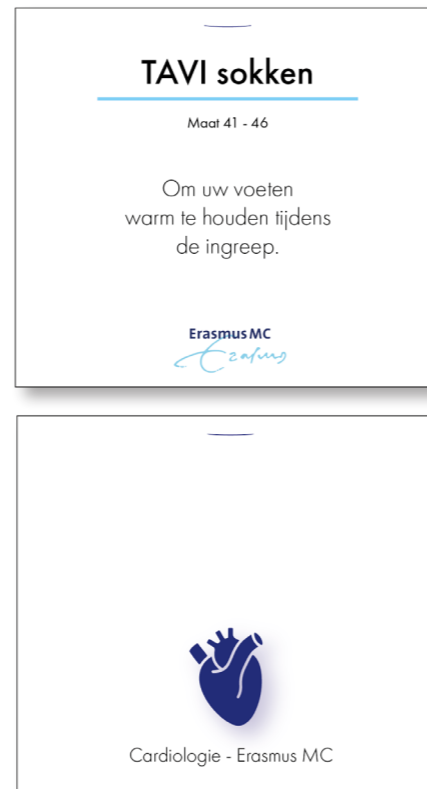 TAVI sokken
Maat 41 - 46
Om uw voeten
warm te houden tijdens
de ingreep.
Erasmus MC
Erasmus
Cardiologie - Erasmus MC